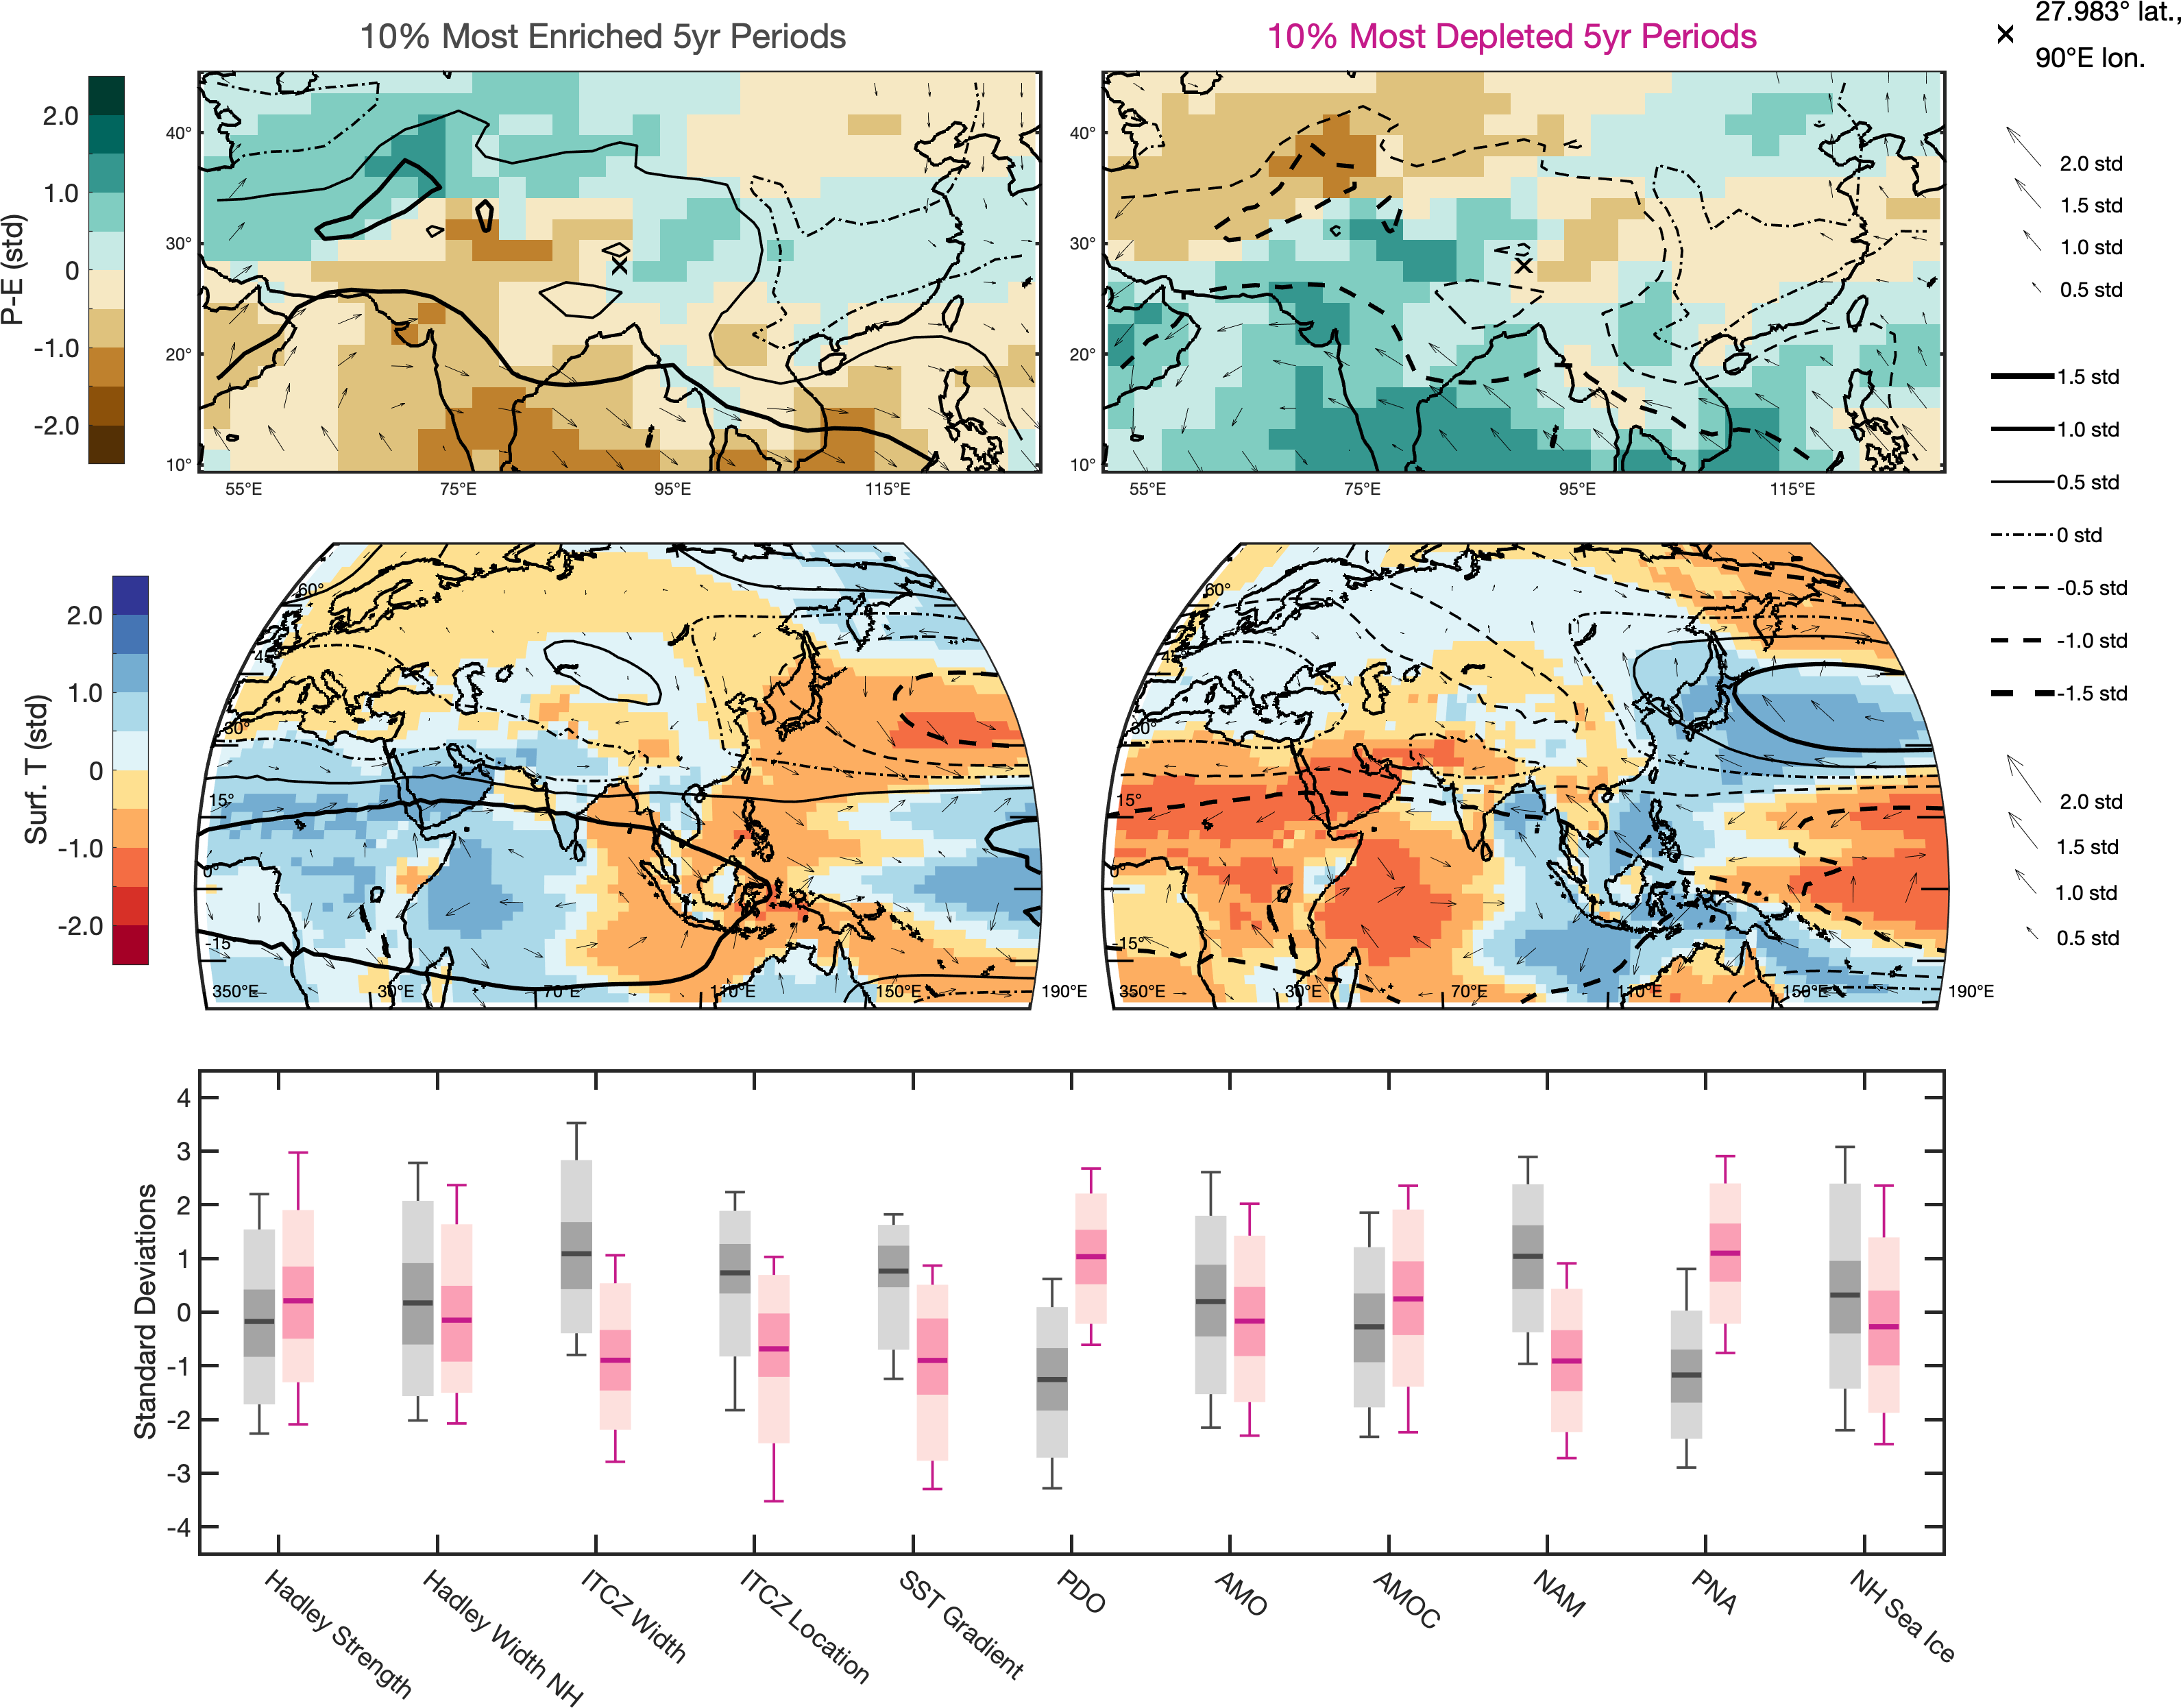 10% Most Enriched 5yr Periods
10% Most Depleted 5yr Periods
27.983° lat.,
90°E lon.
P-E (std)
2.0
1.0
0
-1.0
-2.0
40°
30°
20°
10°
55°E
75°E
95°E
115°E
40°
30°
20°
10°
55°E
75°E
95°E
115°E
2.0 std
1.5 std
1.0 std
0.5 std
1.5 std
1.0 std
0.5 std
0 std
-0.5 std
-1.0 std
-1.5 std
2.0 std
1.5 std
1.0 std
0.5 std
Surf. T (std)
2.0
1.0
0
-1.0
-2.0
60°
45°
30°
15°
0°
-15°
350°E
30°E
70°E
110°E
150°E
190°E
60°
45°
30°
15°
0°
-15°
350°E
30°E
70°E
110°E
150°E
190°E
Standard Deviations
4
3
2
1
0
-1
-2
-3
-4
Hadley Strength
Hadley Width NH
ITCZ Width
ITCZ Location
SST Gradient
PDO
AMO
AMOC
NAM
PNA
NH Sea Ice